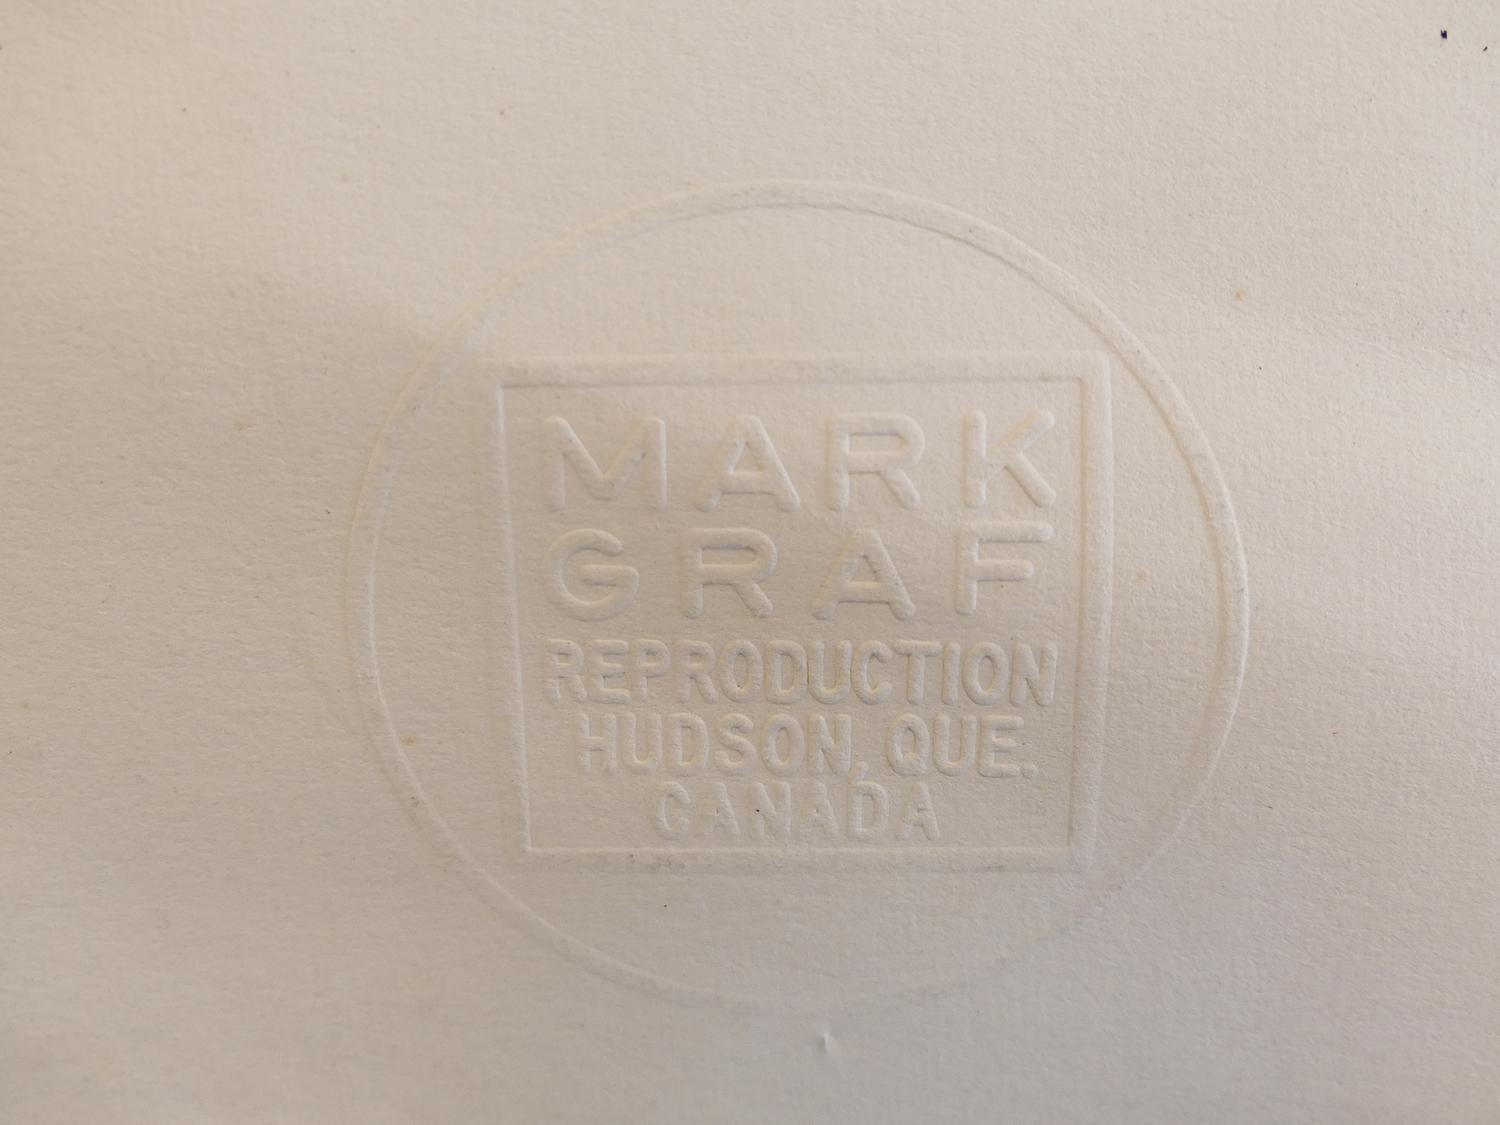 MARK
GRAF
REPRODUCTION
HUDSON, QUE.
CANADA